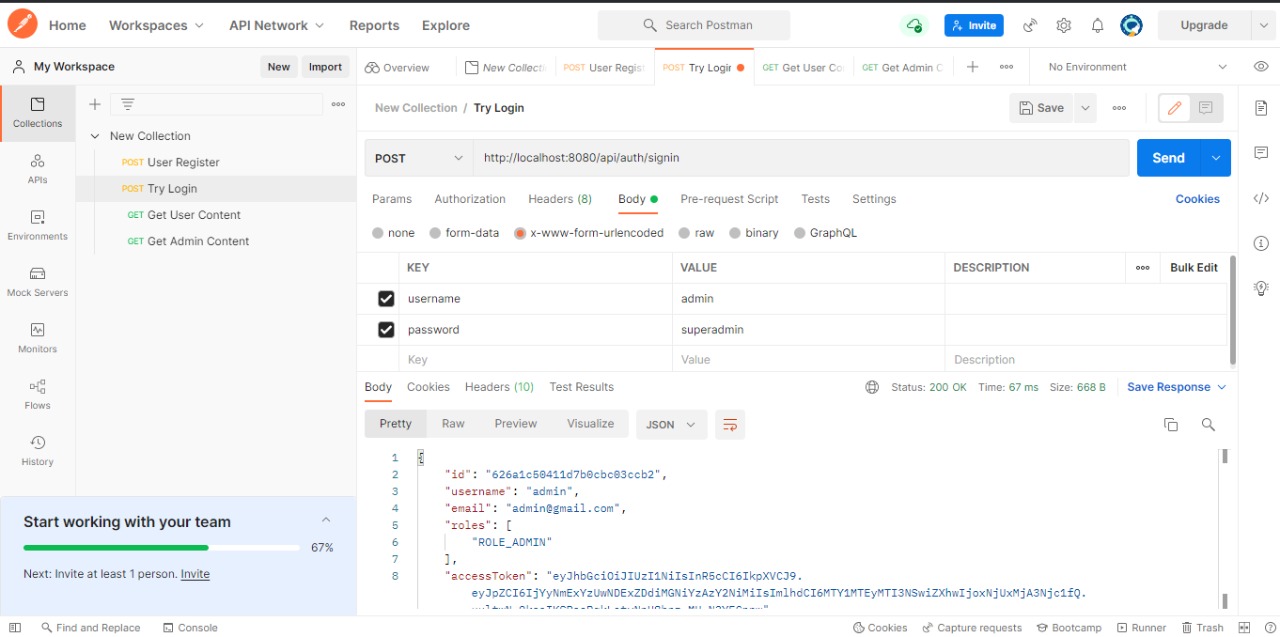 Home Workspaces API Network Reports Explore Search Postman Invite Upgrade
My Workspace New Import Overview New Collecti POST User Regis POST Try Login GET Get User Co GET Get Admin C No Environment
Collections
APIs
Environments
Mock Servers
Monitors
Flows
History
New Collection
POST User Register
POST Try Login
GET Get User Content
GET Get Admin Content
New Collection / Try Login Save
POST http://localhost:8080/api/auth/signin Send
Params Authorization Headers (8) Body Pre-request Script Tests Settings Cookies
none form-data x-www-form-urlencoded raw binary GraphQL
KEY VALUE DESCRIPTION Bulk Edit
username admin
password superadmin
Key Value Description
Body Cookies Headers (10) Test Results Status: 200 OK Time: 67 ms Size: 668 B Save Response
Pretty Raw Preview Visualize JSON
1 {
2 "id": "626a1c50411d7b0cbc03ccb2",
3 "username": "admin",
4 "email": "admin@gmail.com",
5 "roles": [
6 "ROLE_ADMIN"
7 ],
8 "accessToken": "eyJhbGciOiJIUzI1NiIsInR5cCI6IkpXVCJ9.
eyJpZCI6IjYyNmExYzUwNDExZDdiMGNiYzAzY2NiMiIsImlhdCI6MTY1MTEyMTI3NSwiZXhwIjoxNjUxMjA3Njc1fQ.
Start working with your team
67%
Next: Invite at least 1 person. Invite
Find and Replace Console Cookies Capture requests Bootcamp Runner Trash